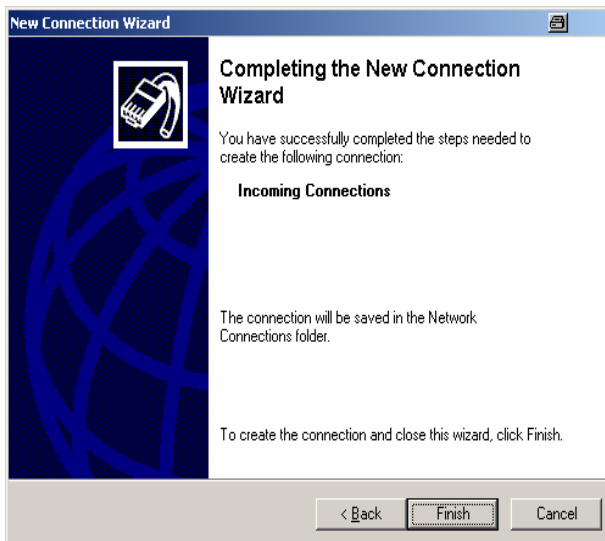 New Connection Wizard
Completing the New Connection
Wizard
You have successfully completed the steps needed to
create the following connection:
Incoming Connections
The connection will be saved in the Network
Connections folder.
To create the connection and close this wizard, click Finish.
< Back
Finish
Cancel